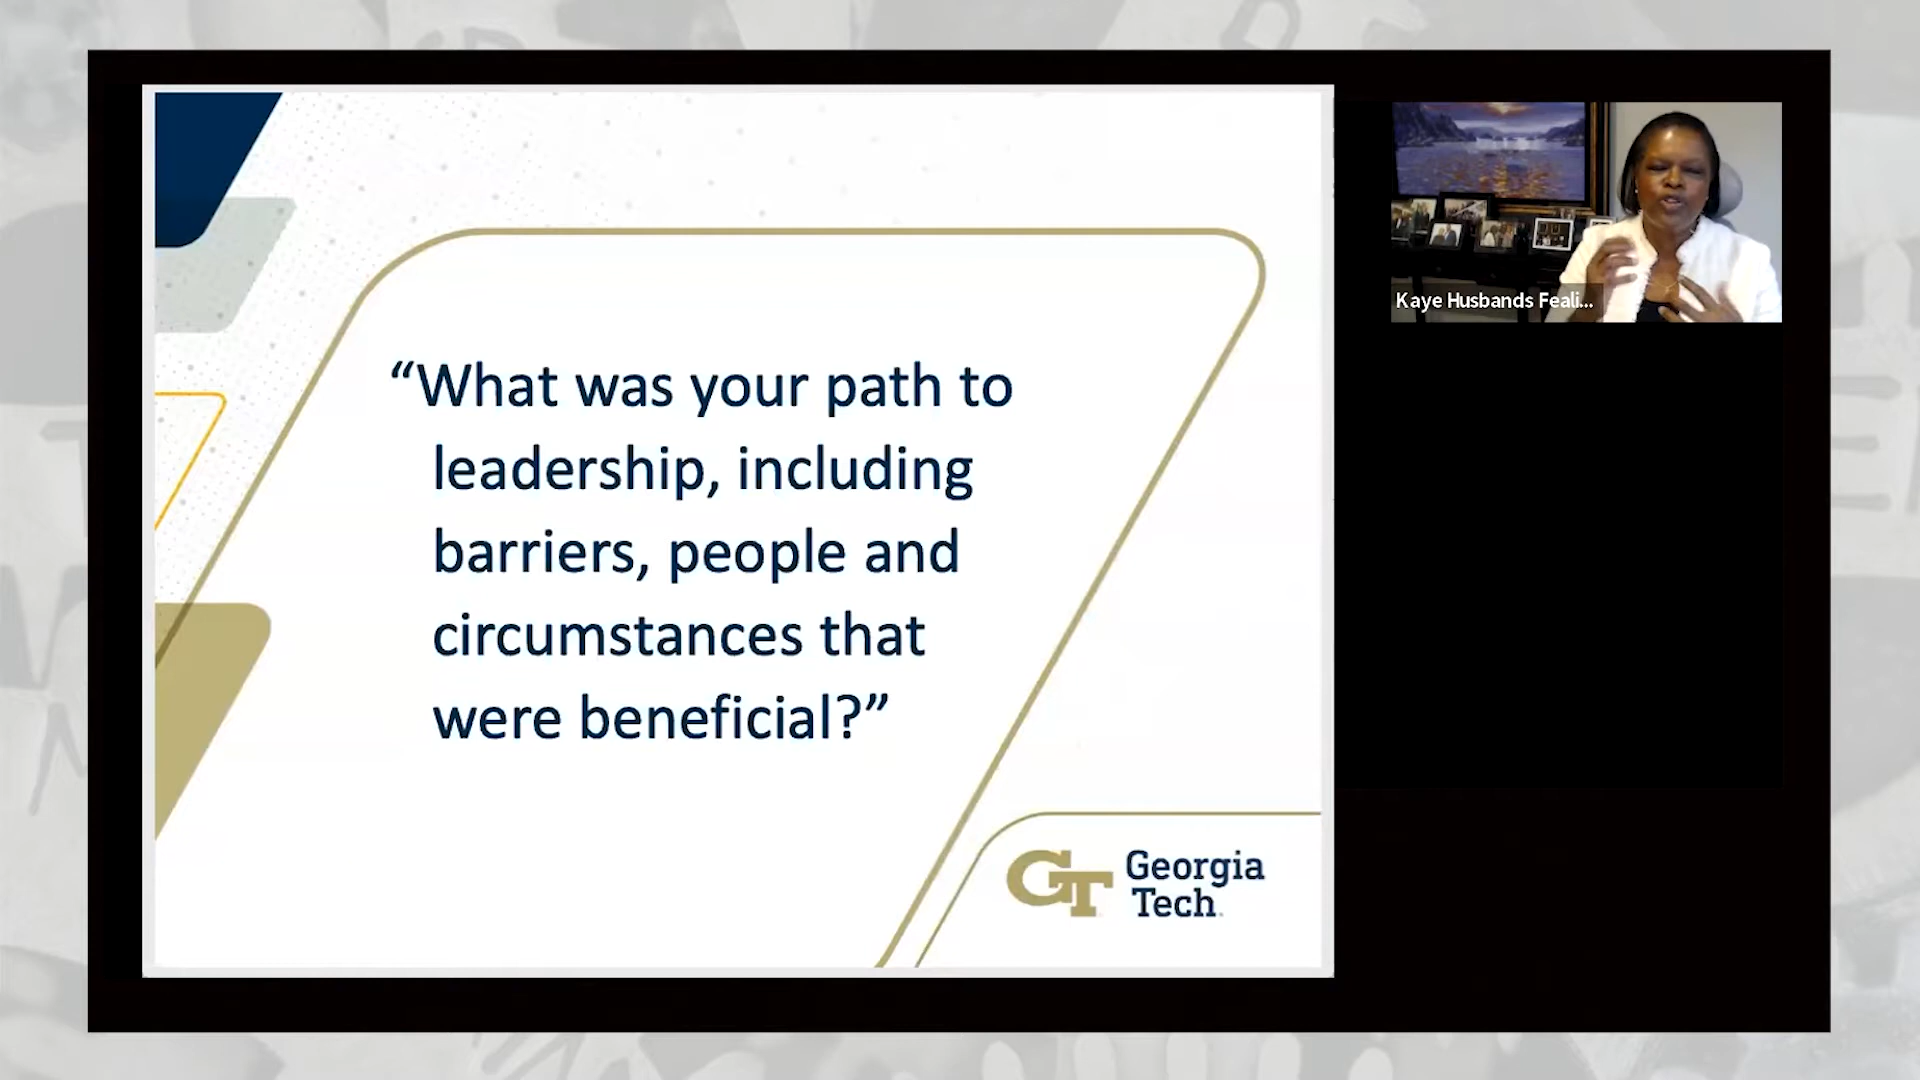 “What was your path to
leadership, including
barriers, people and
circumstances that
were beneficial?”
GT Georgia
Tech
Kaye Husbands Feali...